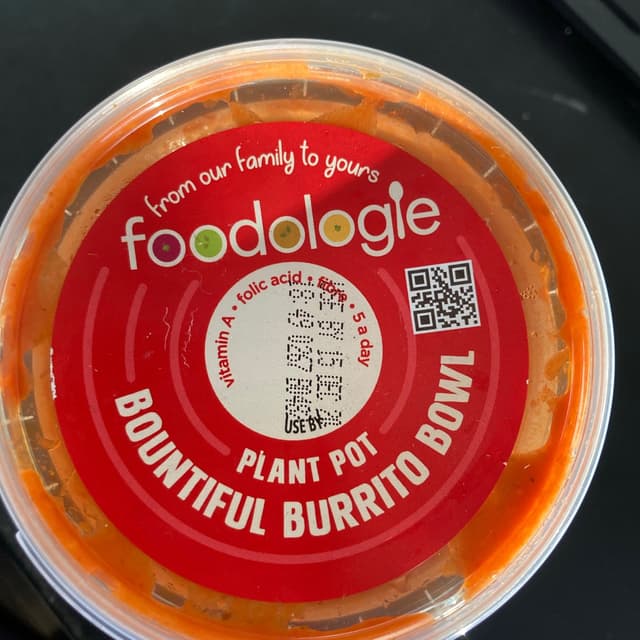 from our family to yours
foodologie
vitamin A • folic acid • fibre • 5 a day
USE BY
PLANT POT
BOUNTIFUL BURRITO BOWL